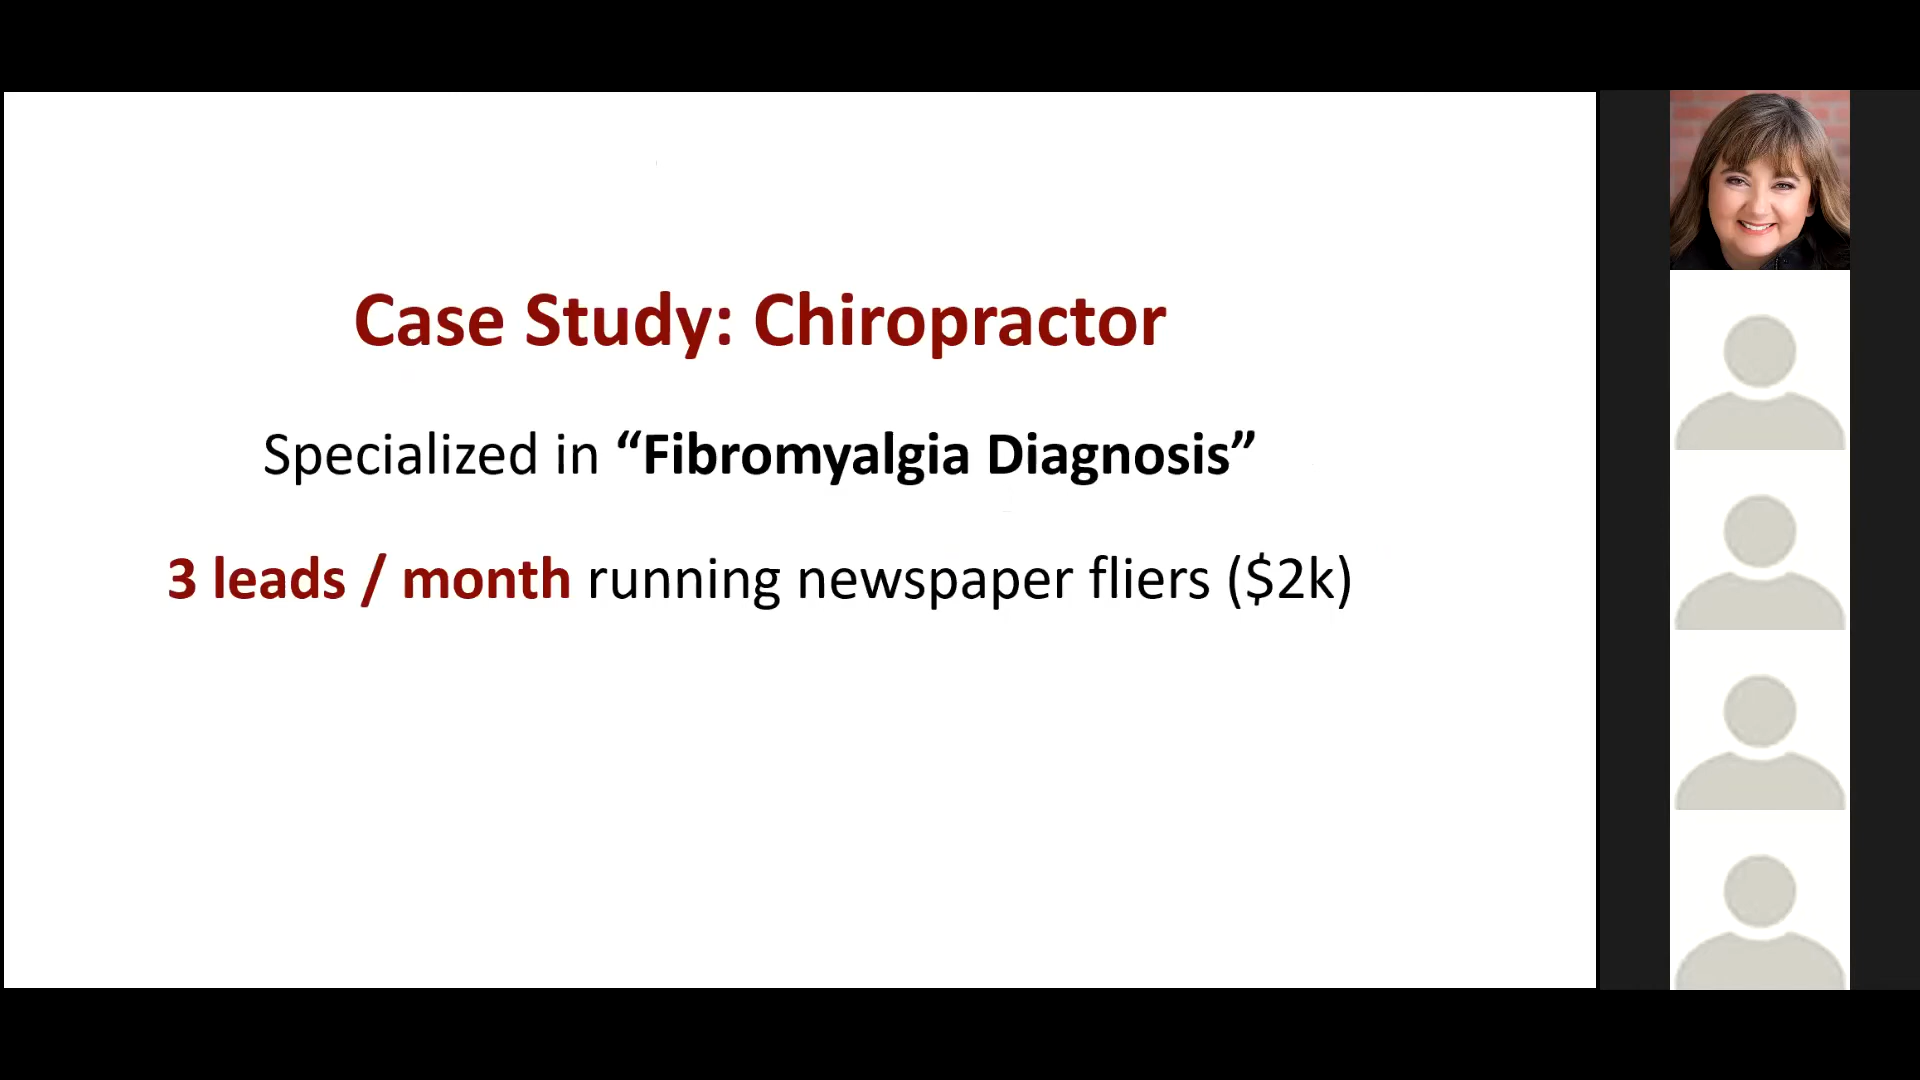 Case Study: Chiropractor
Specialized in “Fibromyalgia Diagnosis”
3 leads / month running newspaper fliers ($2k)